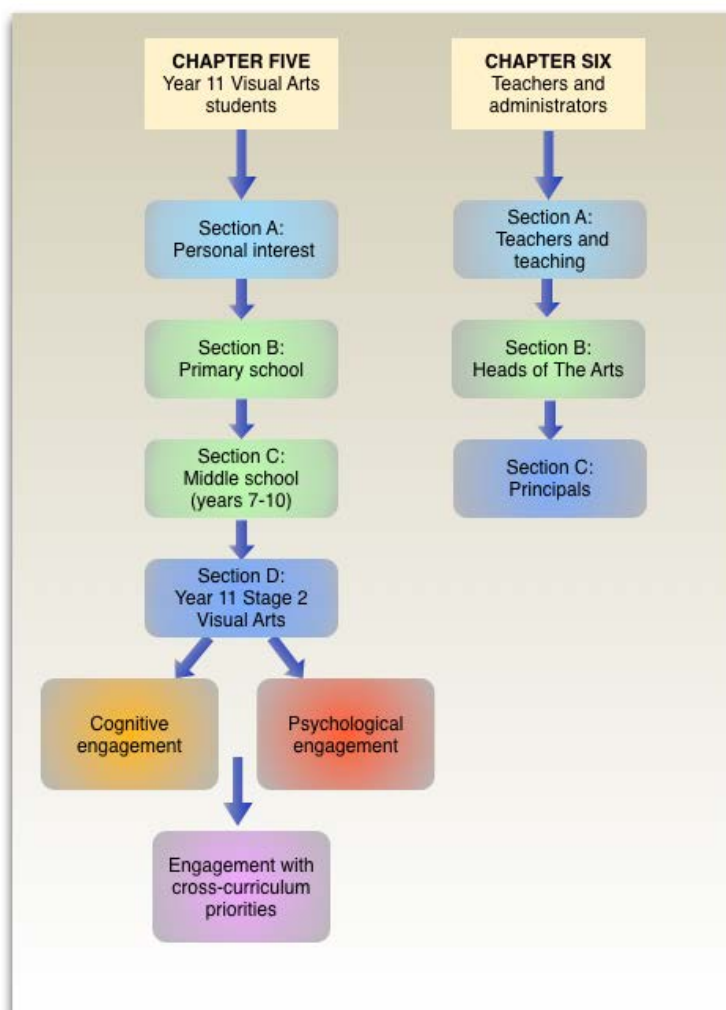 CHAPTER FIVE
Year 11 Visual Arts
students
CHAPTER SIX
Teachers and
administrators
Section A:
Personal interest
Section A:
Teachers and
teaching
Section B:
Primary school
Section B:
Heads of The Arts
Section C:
Middle school
(years 7-10)
Section C:
Principals
Section D:
Year 11 Stage 2
Visual Arts
Cognitive
engagement
Psychological
engagement
Engagement with
cross-curriculum
priorities